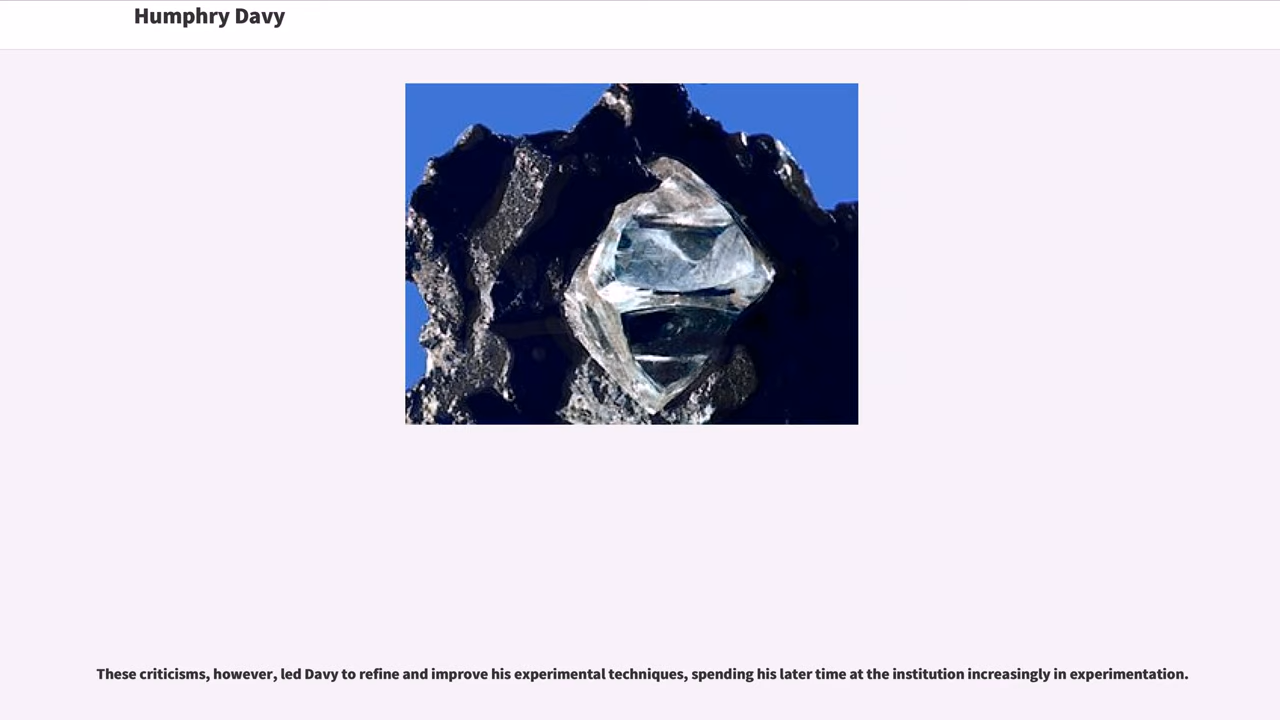 Humphry Davy
These criticisms, however, led Davy to refine and improve his experimental techniques, spending his later time at the institution increasingly in experimentation.